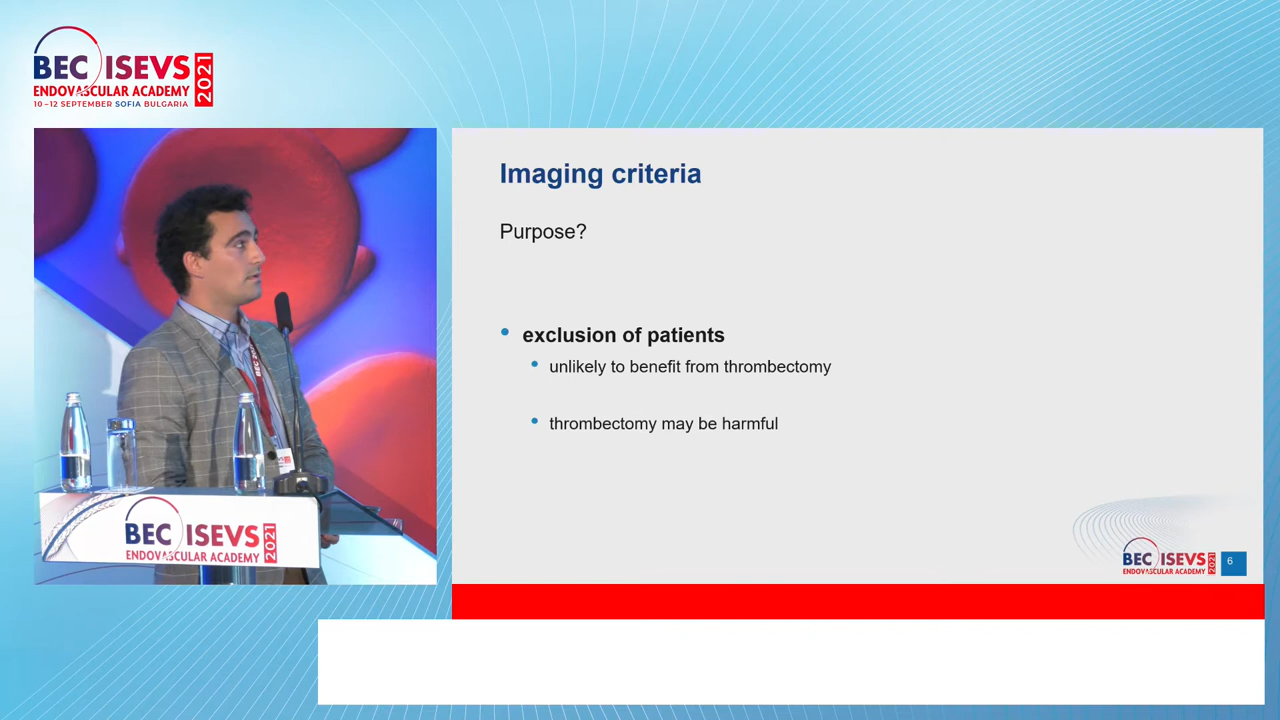 BEC ISEVS 2021
ENDOVASCULAR ACADEMY
10–12 SEPTEMBER SOFIA BULGARIA
Imaging criteria
Purpose?
• exclusion of patients
• unlikely to benefit from thrombectomy
• thrombectomy may be harmful
BEC ISEVS 2021
ENDOVASCULAR ACADEMY
BEC ISEVS 2021
ENDOVASCULAR ACADEMY
6